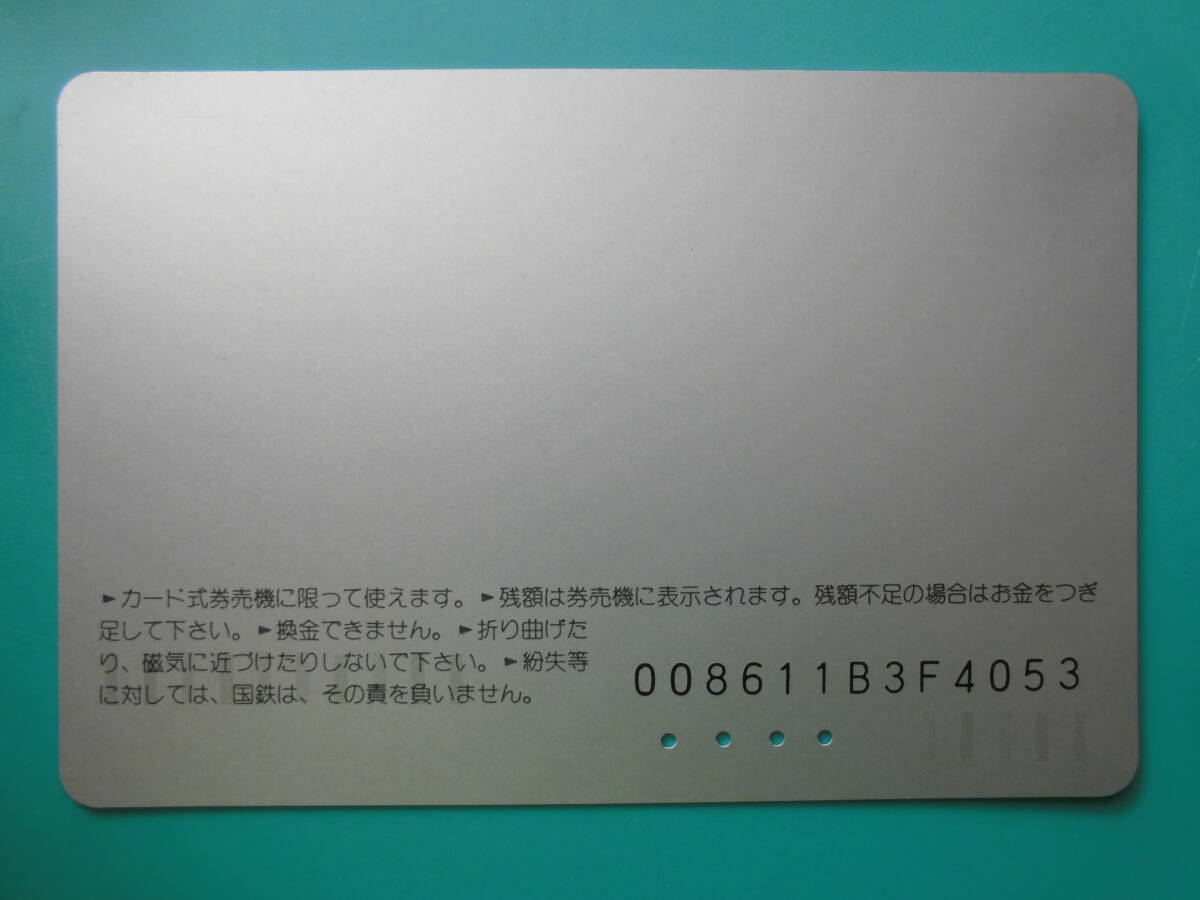 ►カード式券売機に限って使えます。►残額は券売機に表示されます。残額不足の場合はお金をつぎ
足して下さい。►換金できません。►折り曲げた
り、磁気に近づけたりしないで下さい。►紛失等
に対しては、国鉄は、その責を負いません。
008611B3F4053